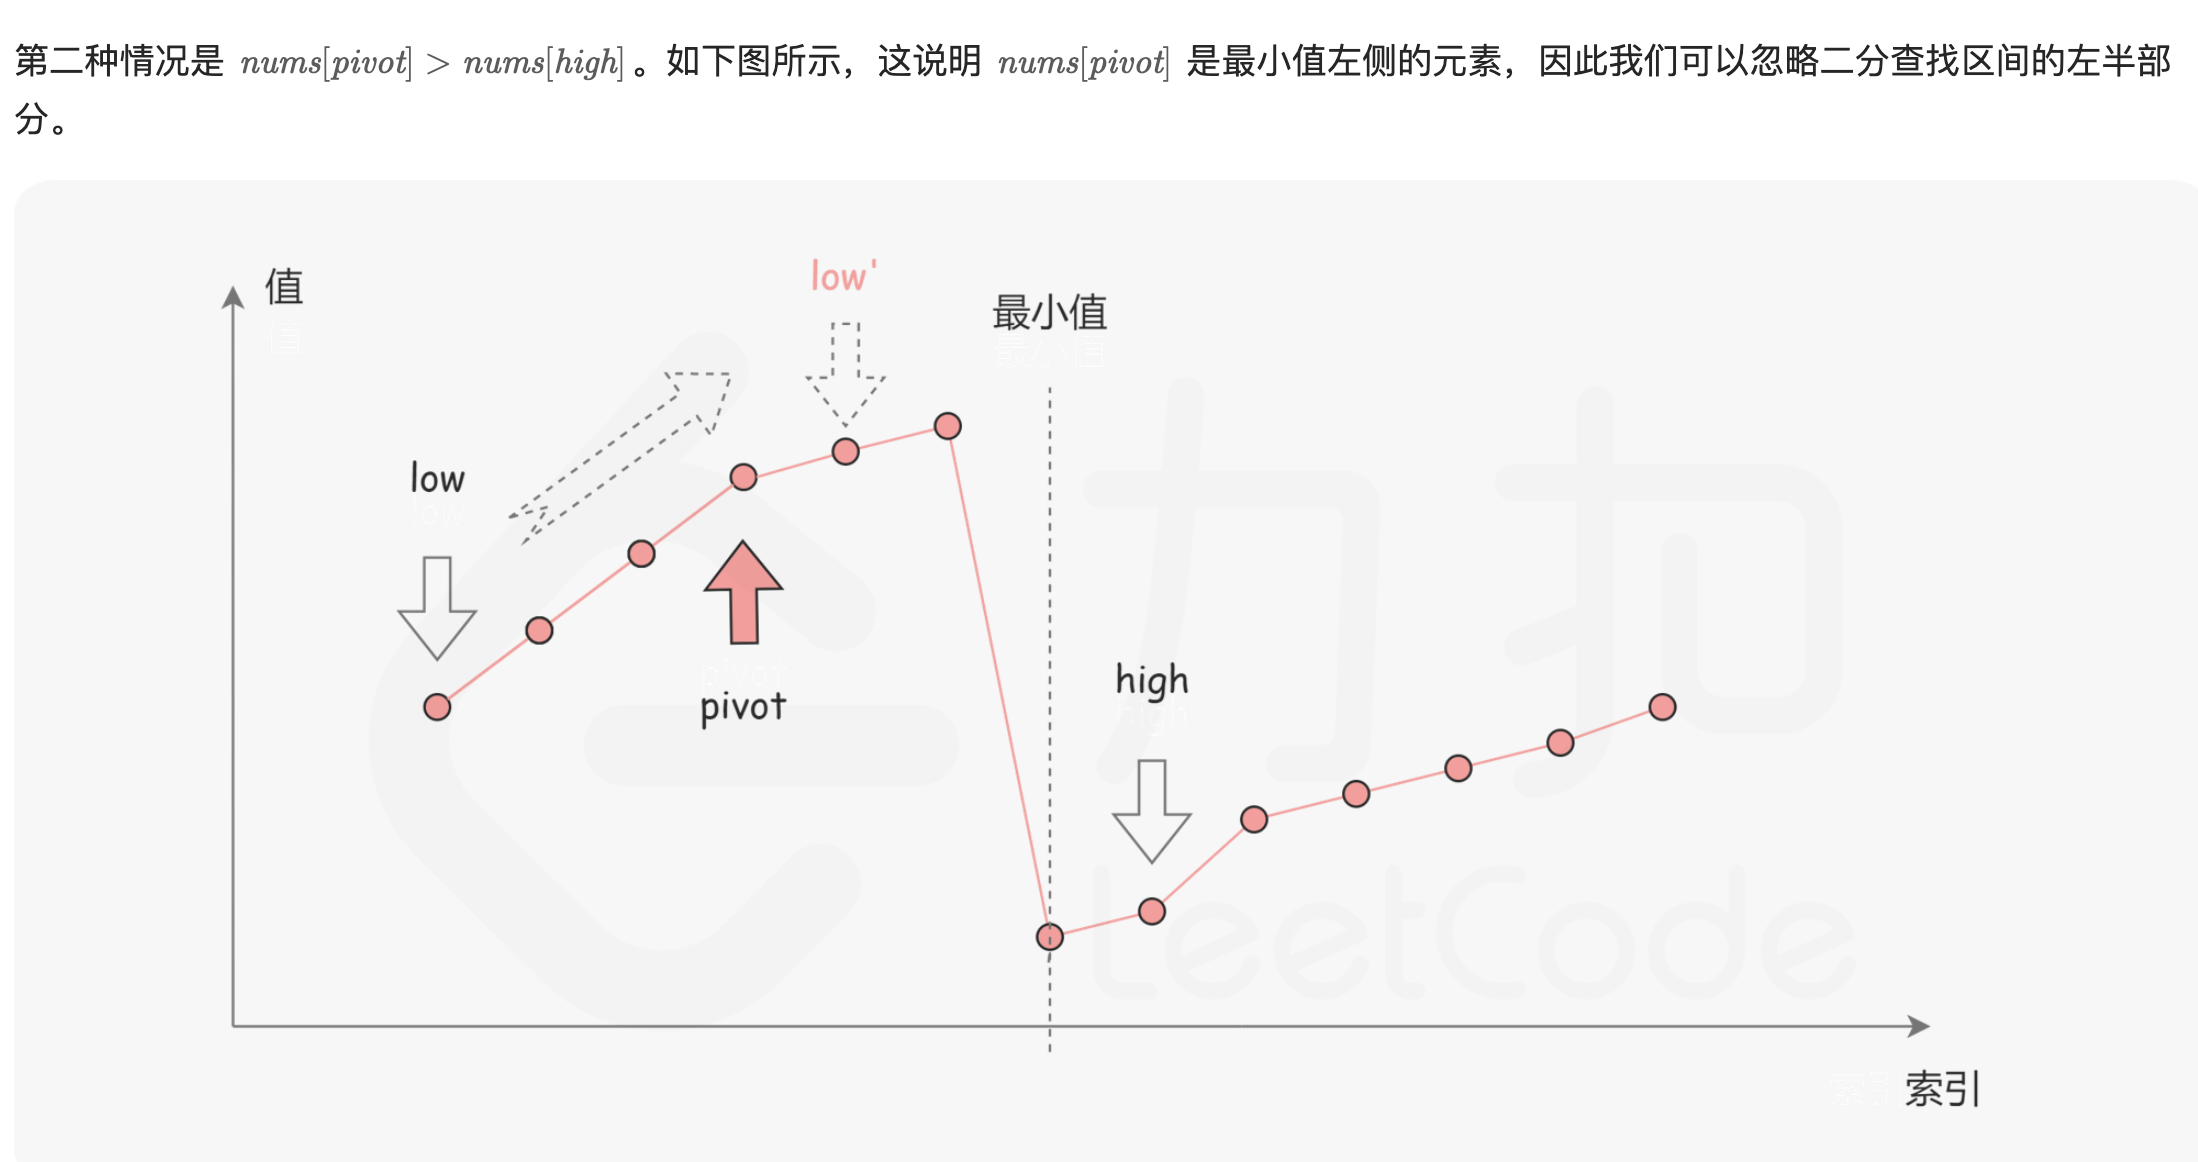 第二种情况是 nums[pivot] > nums[high]。如下图所示，这说明 nums[pivot] 是最小值左侧的元素，因此我们可以忽略二分查找区间的左半部
分。
low'
值
最小值
low
pivot
high
索引
力扣
LeetCode